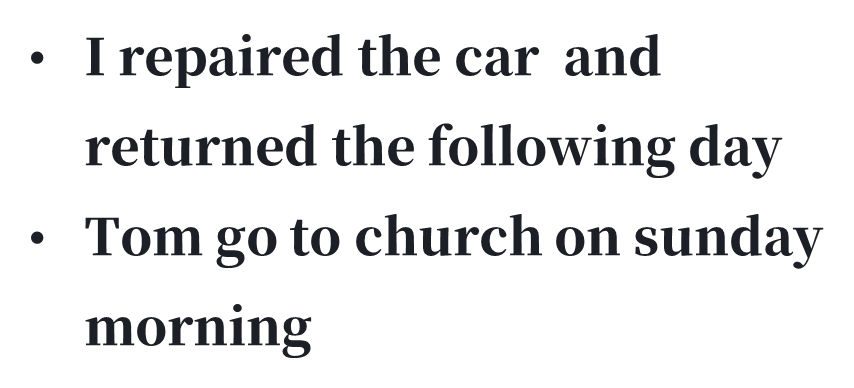 • I repaired the car  and
returned the following day
• Tom go to church on sunday
morning